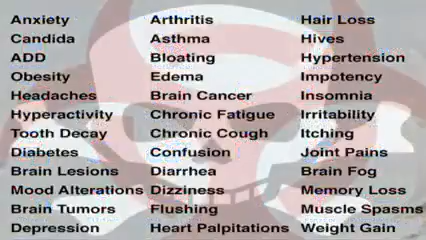 Anxiety Arthritis Hair Loss
Candida Asthma Hives
ADD Bloating Hypertension
Obesity Edema Impotency
Headaches Brain Cancer Insomnia
Hyperactivity Chronic Fatigue Irritability
Tooth Decay Chronic Cough Itching
Diabetes Confusion Joint Pains
Brain Lesions Diarrhea Brain Fog
Mood Alterations Dizziness Memory Loss
Brain Tumors Flushing Muscle Spasms
Depression Heart Palpitations Weight Gain